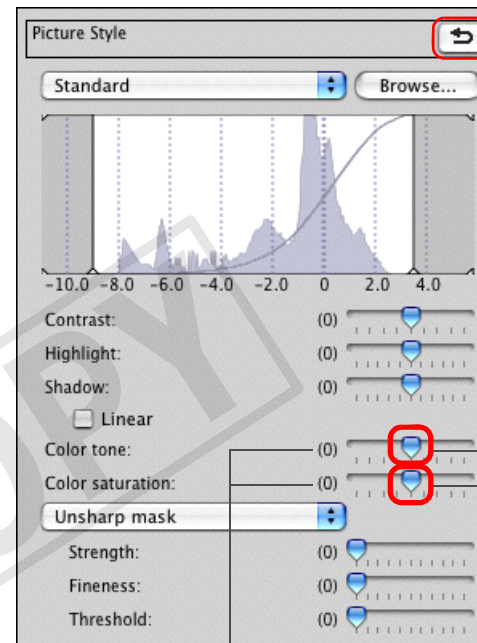 Picture Style
Standard
Browse...
-10.0 -8.0 -6.0 -4.0 -2.0 0 2.0 4.0
Contrast: (0)
Highlight: (0)
Shadow: (0)
Linear
Color tone: (0)
Color saturation: (0)
Unsharp mask
Strength: (0)
Fineness: (0)
Threshold: (0)
COPY